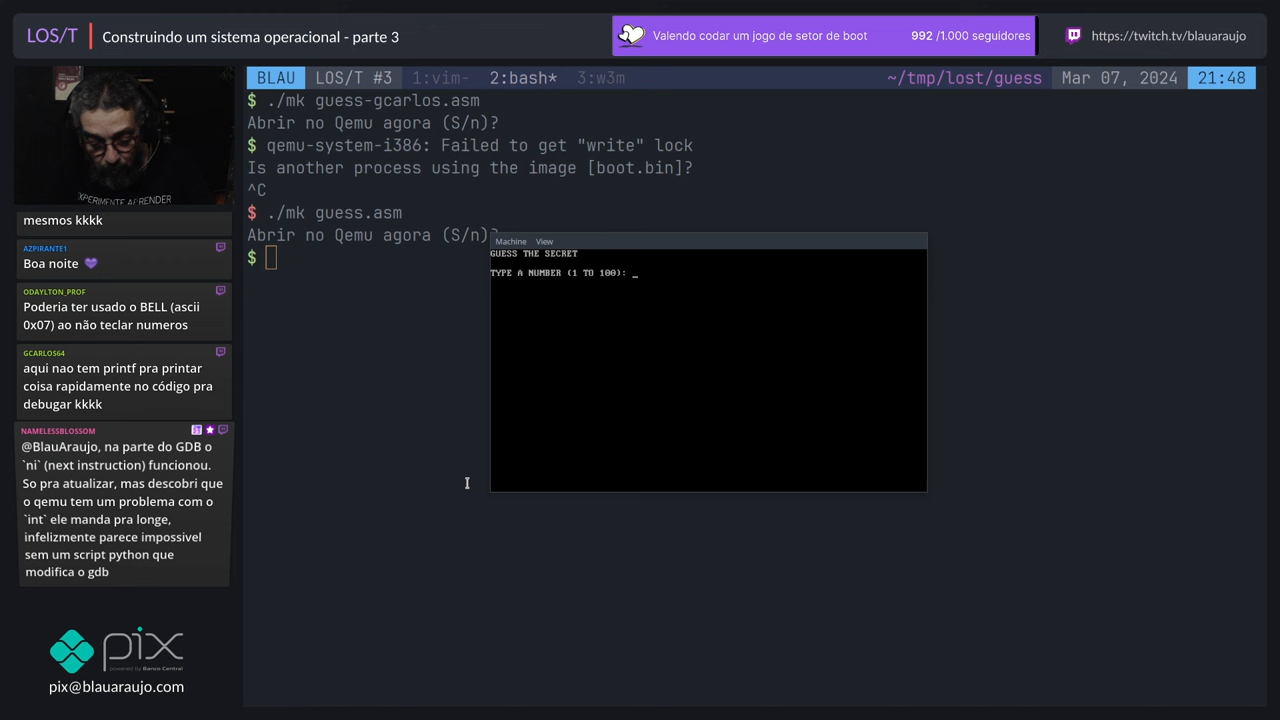 LOS/T
Construindo um sistema operacional - parte 3
Valendo codar um jogo de setor de boot
992 /1.000 seguidores
https://twitch.tv/blauaraujo
BLAU LOS/T #3 1:vim- 2:bash* 3:w3m ~/tmp/lost/guess Mar 07, 2024 21:48
$ ./mk guess-gcarlos.asm
Abrir no Qemu agora (S/n)?
$ qemu-system-i386: Failed to get "write" lock
Is another process using the image [boot.bin]?
^C
$ ./mk guess.asm
Abrir no Qemu agora (S/n)?
$
Machine View
GUESS THE SECRET
TYPE A NUMBER (1 TO 100): _
mesmos kkkk
AZPIRANTE1
Boa noite 💜
ODAYLTON_PROF
Poderia ter usado o BELL (ascii
0x07) ao não teclar numeros
GCARLOS64
aqui nao tem printf pra printar
coisa rapidamente no código pra
debugar kkkk
NAMELESSBLOSSOM
@BlauAraujo, na parte do GDB o
`ni` (next instruction) funcionou.
So pra atualizar, mas descobri que
o qemu tem um problema com o
`int` ele manda pra longe,
infelizmente parece impossivel
sem um script python que
modifica o gdb
pix
powered by Banco Central
pix@blauaraujo.com